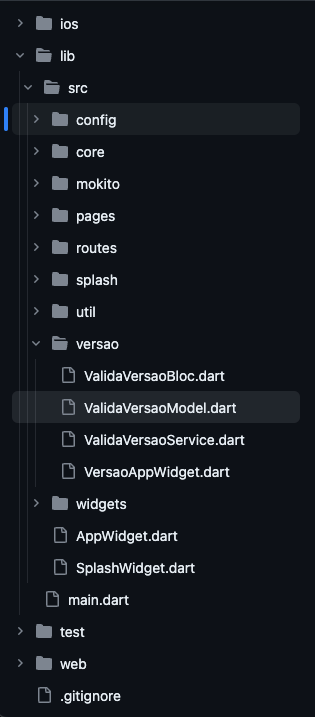 ios
lib
src
config
core
mokito
pages
routes
splash
util
versao
ValidaVersaoBloc.dart
ValidaVersaoModel.dart
ValidaVersaoService.dart
VersaoAppWidget.dart
widgets
AppWidget.dart
SplashWidget.dart
main.dart
test
web
.gitignore